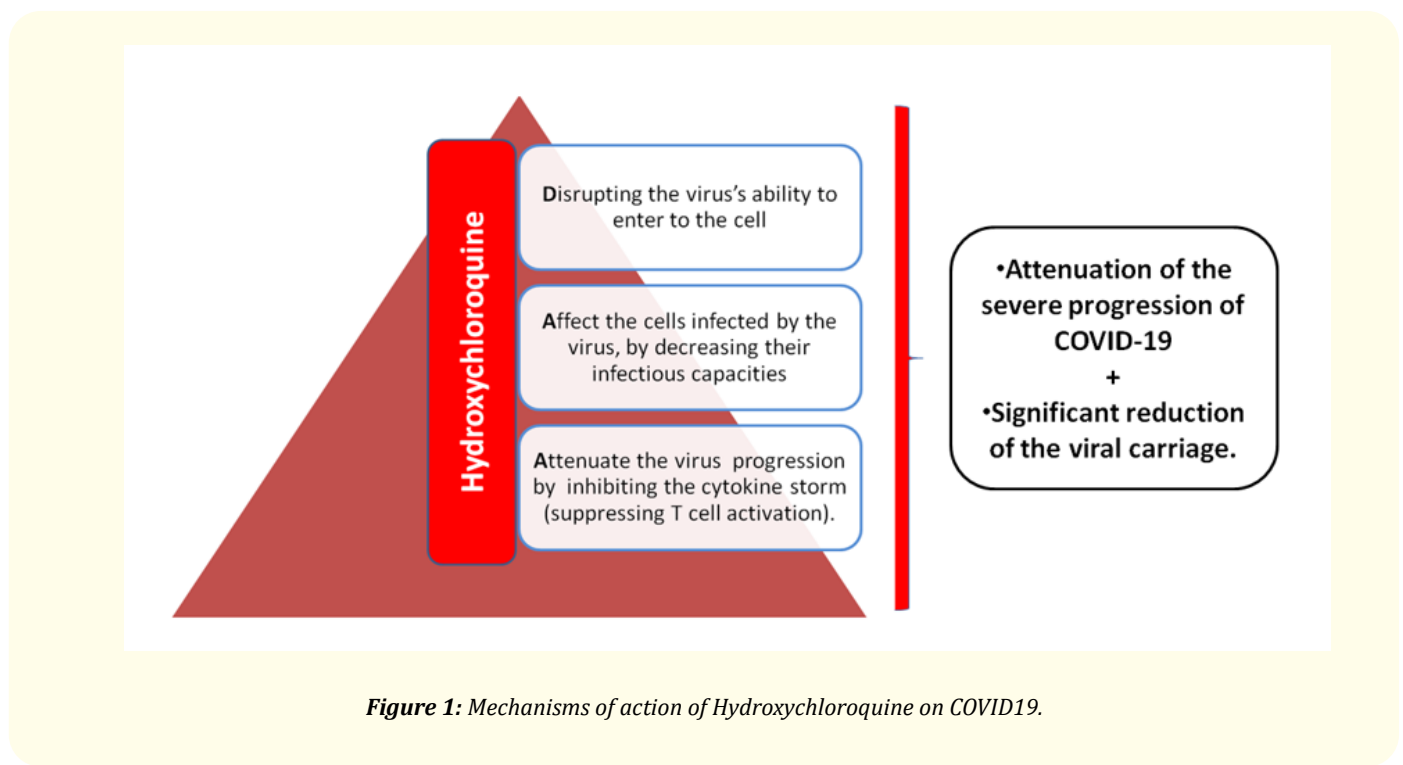 Hydroxychloroquine
Disrupting the virus’s ability to
enter to the cell
Affect the cells infected by the
virus, by decreasing their
infectious capacities
Attenuate the virus progression
by inhibiting the cytokine storm
(suppressing T cell activation).
•Attenuation of the
severe progression of
COVID-19
+
•Significant reduction
of the viral carriage.
Figure 1: Mechanisms of action of Hydroxychloroquine on COVID19.